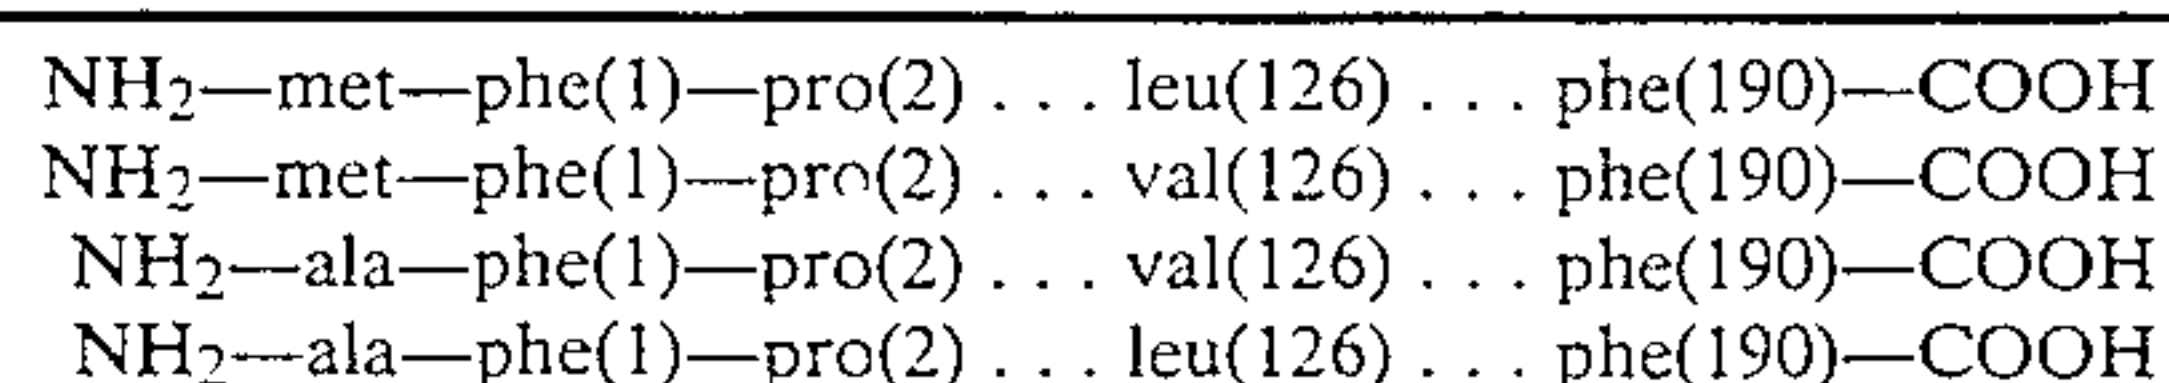 NH₂—met—phe(1)—pro(2) . . . leu(126) . . . phe(190)—COOH
NH₂—met—phe(1)—pro(2) . . . val(126) . . . phe(190)—COOH
NH₂—ala—phe(1)—pro(2) . . . val(126) . . . phe(190)—COOH
NH₂—ala—phe(1)—pro(2) . . . leu(126) . . . phe(190)—COOH